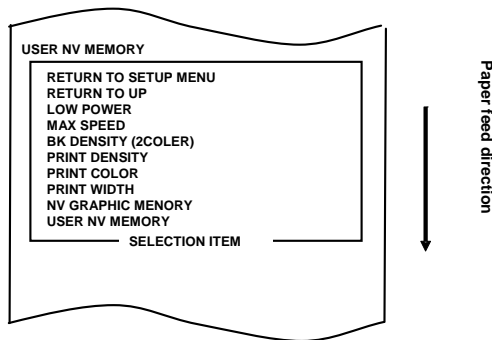 USER NV MEMORY
RETURN TO SETUP MENU
RETURN TO UP
LOW POWER
MAX SPEED
BK DENSITY (2COLER)
PRINT DENSITY
PRINT COLOR
PRINT WIDTH
NV GRAPHIC MENORY
USER NV MEMORY
SELECTION ITEM
Paper feed direction